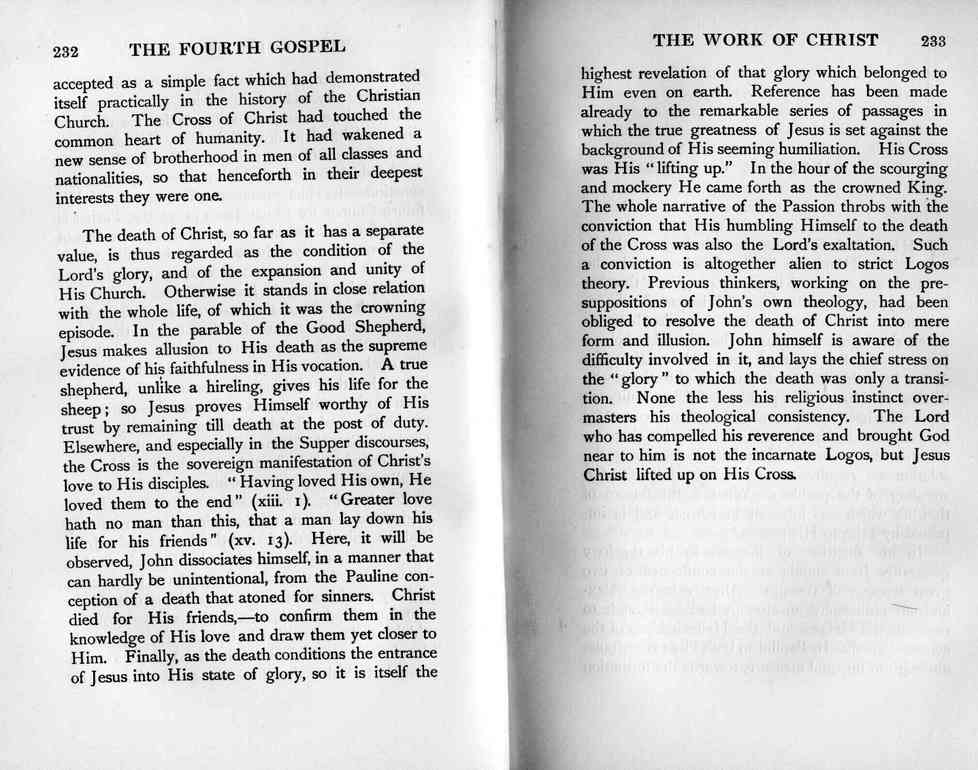 232 THE FOURTH GOSPEL
accepted as a simple fact which had demonstrated
itself practically in the history of the Christian
Church. The Cross of Christ had touched the
common heart of humanity. It had wakened a
new sense of brotherhood in men of all classes and
nationalities, so that henceforth in their deepest
interests they were one.
The death of Christ, so far as it has a separate
value, is thus regarded as the condition of the
Lord's glory, and of the expansion and unity of
His Church. Otherwise it stands in close relation
with the whole life, of which it was the crowning
episode. In the parable of the Good Shepherd,
Jesus makes allusion to His death as the supreme
evidence of his faithfulness in His vocation. A true
shepherd, unlike a hireling, gives his life for the
sheep; so Jesus proves Himself worthy of His
trust by remaining till death at the post of duty.
Elsewhere, and especially in the Supper discourses,
the Cross is the sovereign manifestation of Christ's
love to His disciples. "Having loved His own, He
loved them to the end" (xiii. 1). "Greater love
hath no man than this, that a man lay down his
life for his friends" (xv. 13). Here, it will be
observed, John dissociates himself, in a manner that
can hardly be unintentional, from the Pauline con-
ception of a death that atoned for sinners. Christ
died for His friends,—to confirm them in the
knowledge of His love and draw them yet closer to
Him. Finally, as the death conditions the entrance
of Jesus into His state of glory, so it is itself the
THE WORK OF CHRIST 233
highest revelation of that glory which belonged to
Him even on earth. Reference has been made
already to the remarkable series of passages in
which the true greatness of Jesus is set against the
background of His seeming humiliation. His Cross
was His "lifting up." In the hour of the scourging
and mockery He came forth as the crowned King.
The whole narrative of the Passion throbs with the
conviction that His humbling Himself to the death
of the Cross was also the Lord's exaltation. Such
a conviction is altogether alien to strict Logos
theory. Previous thinkers, working on the pre-
suppositions of John's own theology, had been
obliged to resolve the death of Christ into mere
form and illusion. John himself is aware of the
difficulty involved in it, and lays the chief stress on
the "glory" to which the death was only a transi-
tion. None the less his religious instinct over-
masters his theological consistency. The Lord
who has compelled his reverence and brought God
near to him is not the incarnate Logos, but Jesus
Christ lifted up on His Cross.